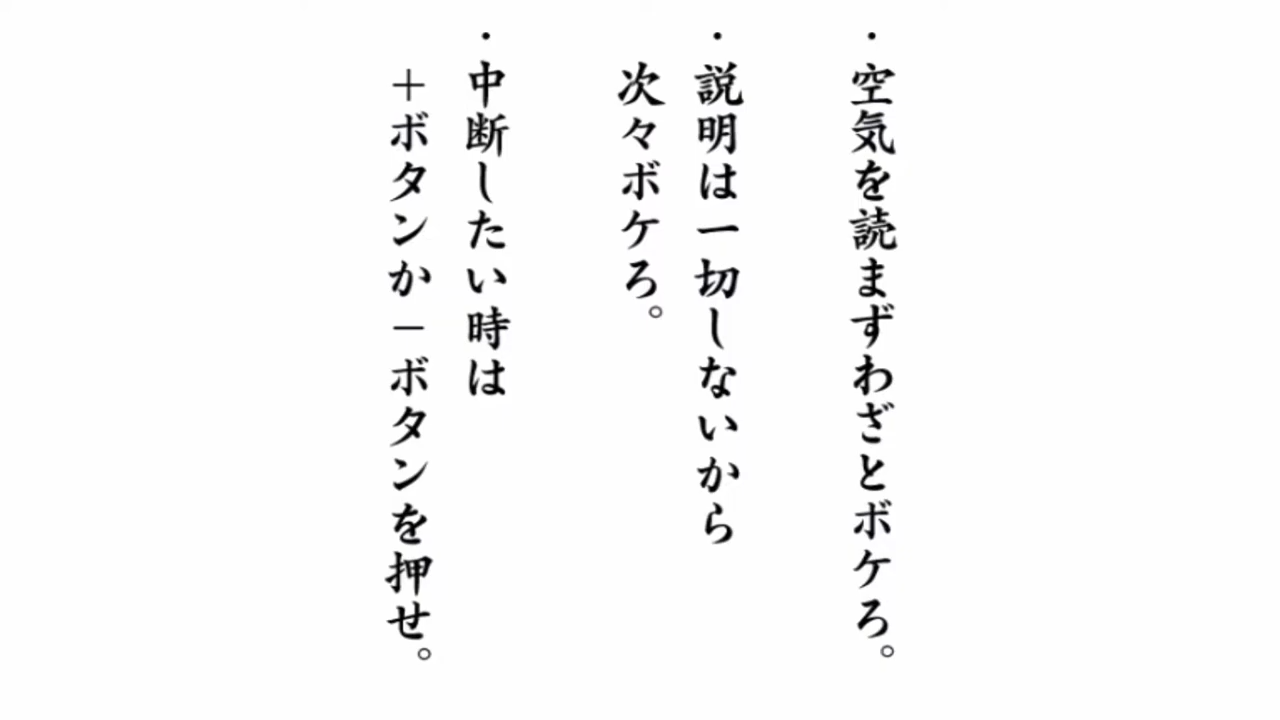 ・空気を読まずわざとボケろ。
・説明は一切しないから
次々ボケろ。
・中断したい時は
＋ボタンか－ボタンを押せ。